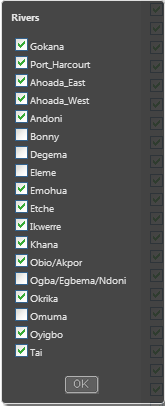 Rivers
Gokana
Port_Harcourt
Ahoada_East
Ahoada_West
Andoni
Bonny
Degema
Eleme
Emohua
Etche
Ikwerre
Khana
Obio/Akpor
Ogba/Egbema/Ndoni
Okrika
Omuma
Oyigbo
Tai
OK